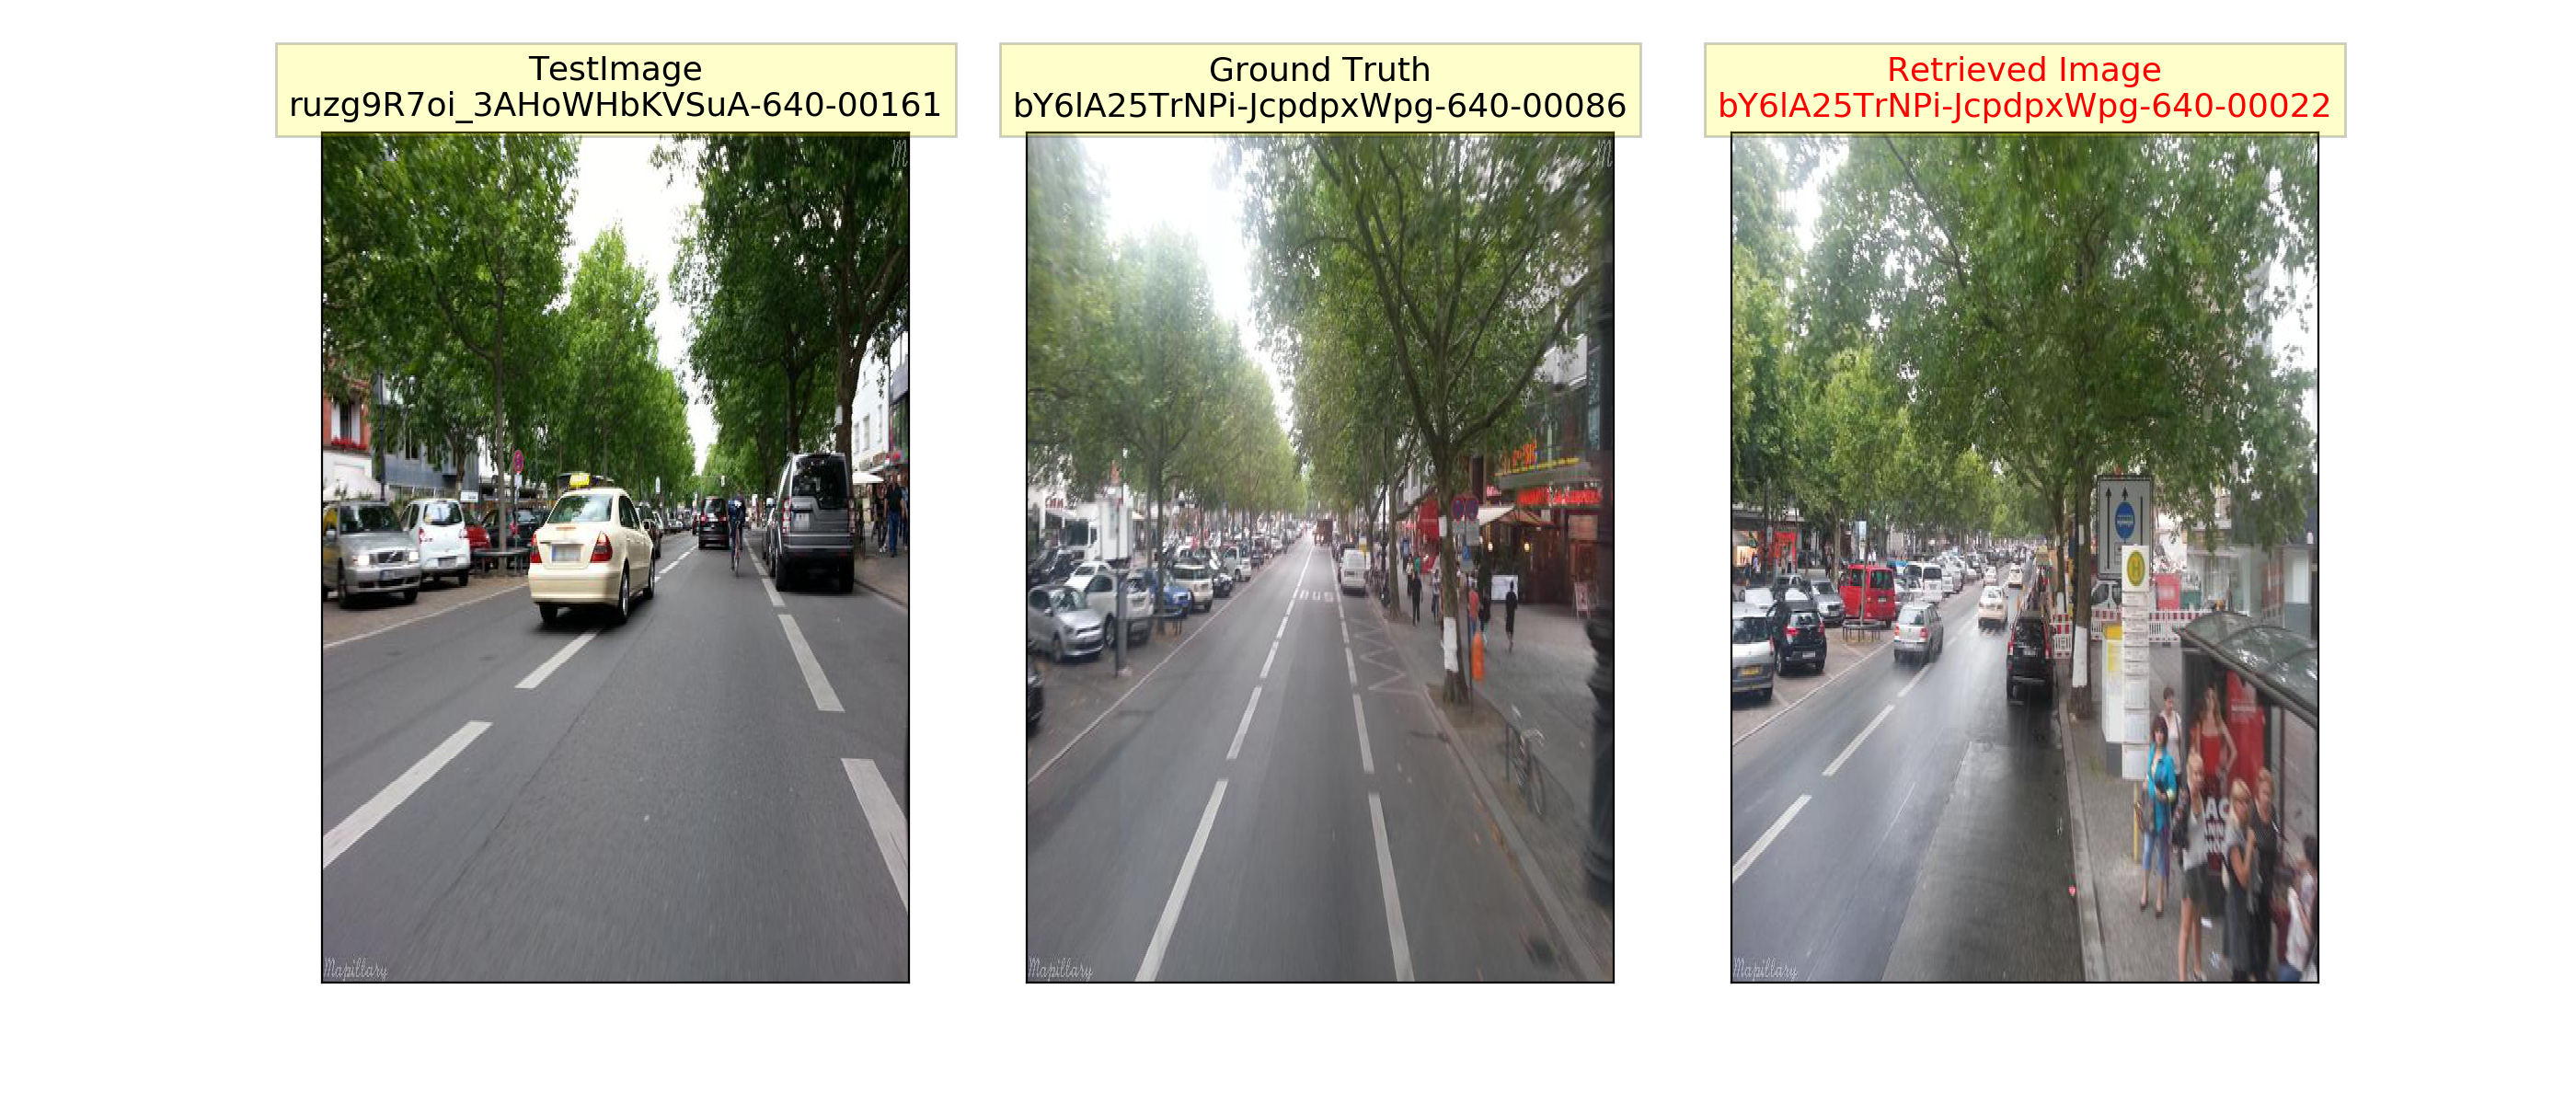 TestImage
ruzg9R7oi_3AHoWHbKVSuA-640-00161
Ground Truth
bY6lA25TrNPi-JcpdpxWpg-640-00086
Retrieved Image
bY6lA25TrNPi-JcpdpxWpg-640-00022
M
M
BUS
H
Mapillary
Mapillary
Mapillary